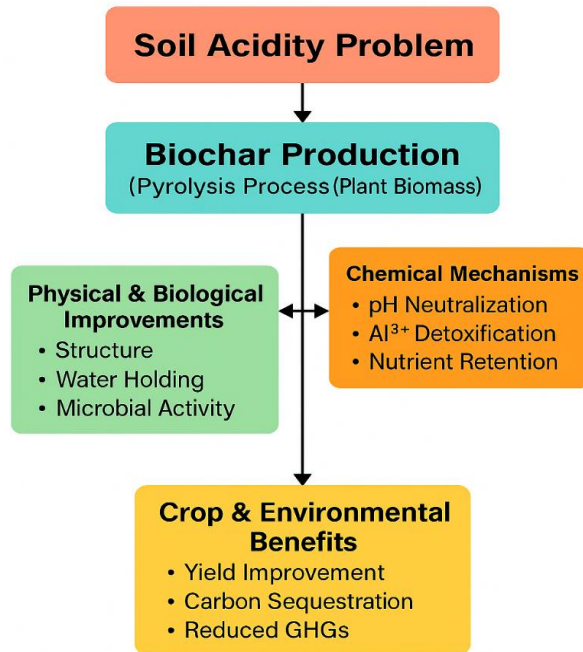 Soil Acidity Problem
Biochar Production
(Pyrolysis Process (Plant Biomass)
Physical & Biological
Improvements
• Structure
• Water Holding
• Microbial Activity
Chemical Mechanisms
• pH Neutralization
• Al³⁺ Detoxification
• Nutrient Retention
Crop & Environmental
Benefits
• Yield Improvement
• Carbon Sequestration
• Reduced GHGs